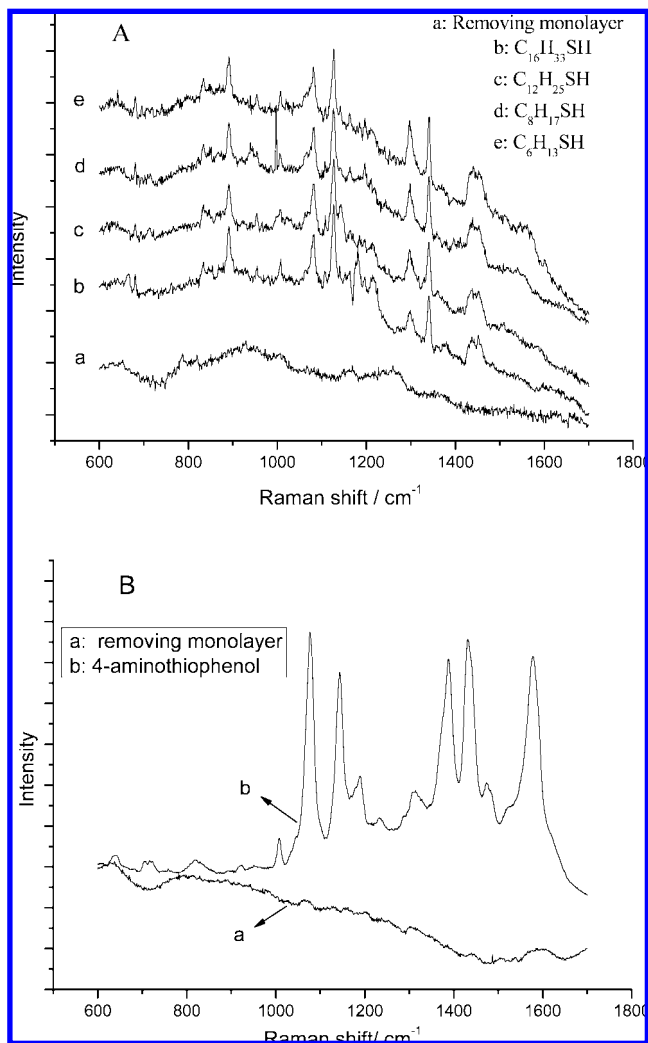 A
a: Removing monolayer
b: C₁₆H₃₃SH
c: C₁₂H₂₅SH
d: C₈H₁₇SH
e: C₆H₁₃SH
e
d
c
b
a
Intensity
600 800 1000 1200 1400 1600 1800
Raman shift / cm⁻¹
B
a: removing monolayer
b: 4-aminothiophenol
b
a
Intensity
600 800 1000 1200 1400 1600 1800
Raman shift/ cm⁻¹